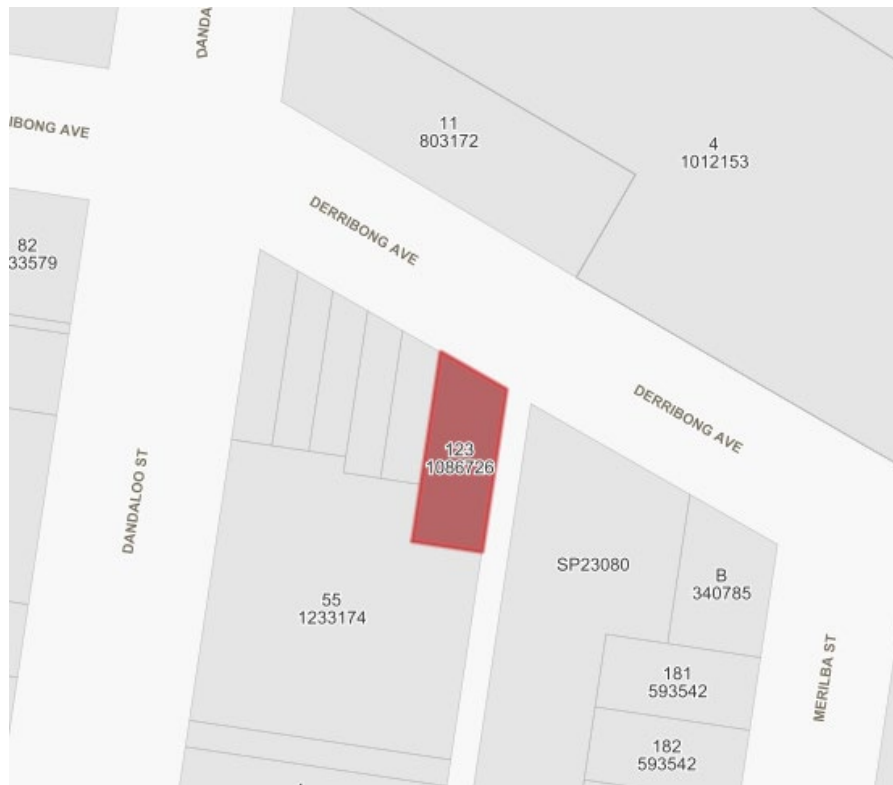 DANDA
IBONG AVE
11
803172
4
1012153
DERRIBONG AVE
82
33579
DERRIBONG AVE
123
1086726
DANDALOO ST
SP23080
B
340785
55
1233174
181
593542
MERILBA ST
182
593542